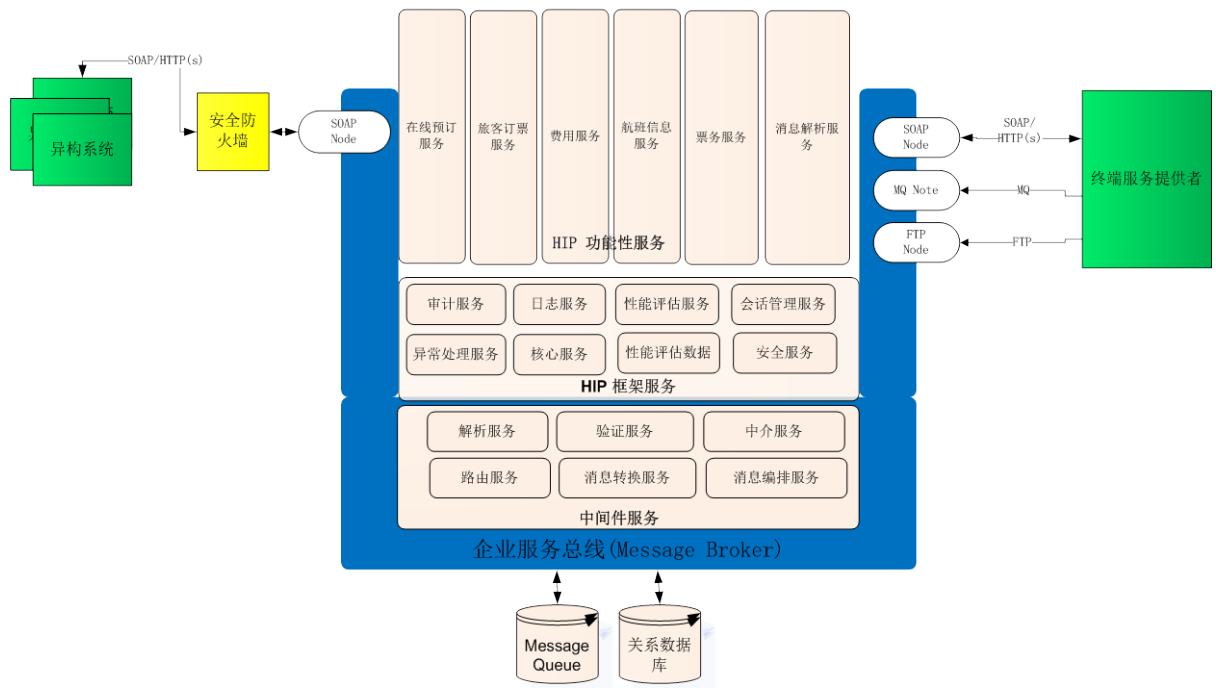 SOAP/HTTP(s)
异构系统
安全防
火墙
SOAP
Node
在线预订
服务
旅客订票
服务
费用服务
航班信息
服务
票务服务
消息解析服
务
HIP 功能性服务
SOAP
Node
SOAP/
HTTP(s)
MQ Note
MQ
FTP
Node
FTP
终端服务提供者
审计服务
日志服务
性能评估服务
会话管理服务
异常处理服务
核心服务
性能评估数据
安全服务
HIP 框架服务
解析服务
验证服务
中介服务
路由服务
消息转换服务
消息编排服务
中间件服务
企业服务总线(Message Broker)
Message
Queue
关系数据
库